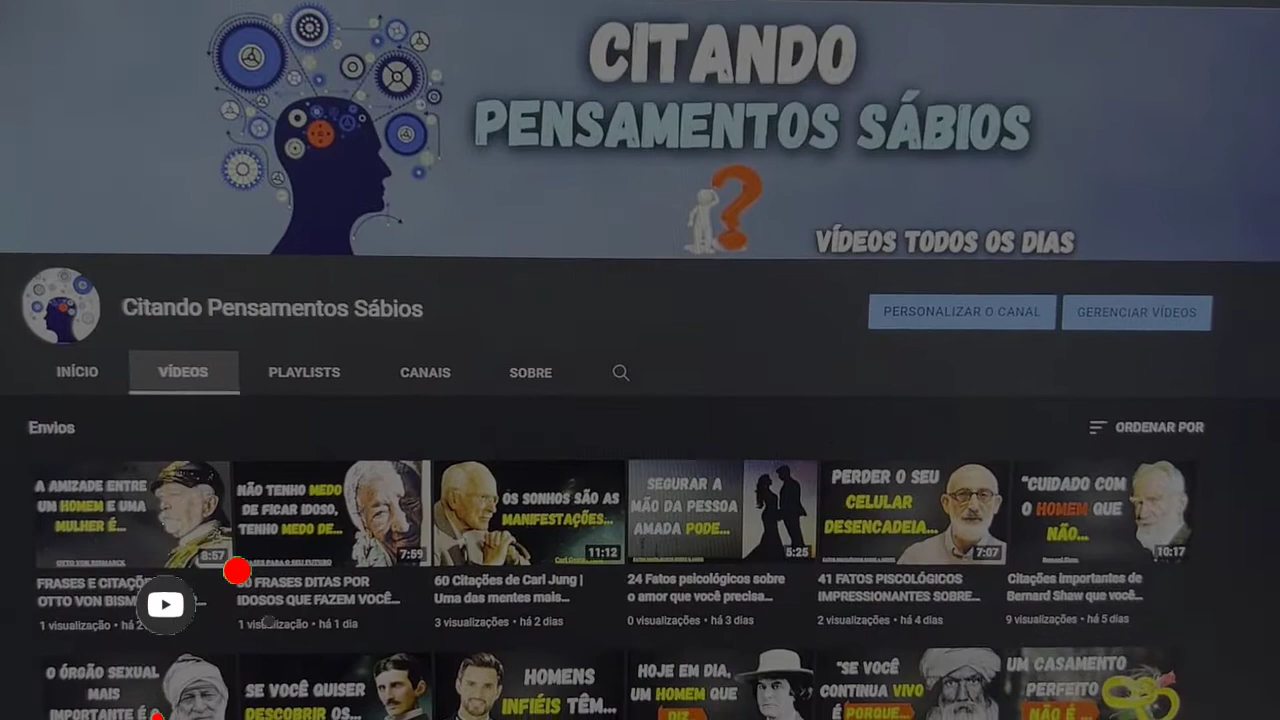 CITANDO
PENSAMENTOS SÁBIOS
VÍDEOS TODOS OS DIAS
Citando Pensamentos Sábios
PERSONALIZAR O CANAL
GERENCIAR VÍDEOS
INÍCIO
VÍDEOS
PLAYLISTS
CANAIS
SOBRE
Envios
ORDENAR POR
A AMIZADE ENTRE
UM HOMEM E UMA
MULHER É...
OTTO VON BISMARCK
8:57
FRASES E CITAÇÕ
OTTO VON BISM
1 visualização • há 2
NÃO TENHO MEDO
DE FICAR IDOSO,
TENHO MEDO DE...
7:59
FRASES DITAS POR
IDOSOS QUE FAZEM VOCÊ...
1 visualização • há 1 dia
OS SONHOS SÃO AS
MANIFESTAÇÕES...
11:12
60 Citações de Carl Jung |
Uma das mentes mais...
3 visualizações • há 2 dias
SEGURAR A
MÃO DA PESSOA
AMADA PODE...
5:25
24 Fatos psicológicos sobre
o amor que você precisa...
0 visualizações • há 3 dias
PERDER O SEU
CELULAR
DESENCADEIA...
7:07
41 FATOS PISCOLÓGICOS
IMPRESSIONANTES SOBRE...
2 visualizações • há 4 dias
"CUIDADO COM
O HOMEM QUE
NÃO...
10:17
Citações importantes de
Bernard Shaw que você...
9 visualizações • há 5 dias
O ÓRGÃO SEXUAL
MAIS
IMPORTANTE É
SE VOCÊ QUISER
DESCOBRIR OS...
HOMENS
INFIÉIS TÊM...
HOJE EM DIA,
UM HOMEM QUE
DIZ
"SE VOCÊ
CONTINUA VIVO
É PORQUE...
UM CASAMENTO
PERFEITO
NÃO É...